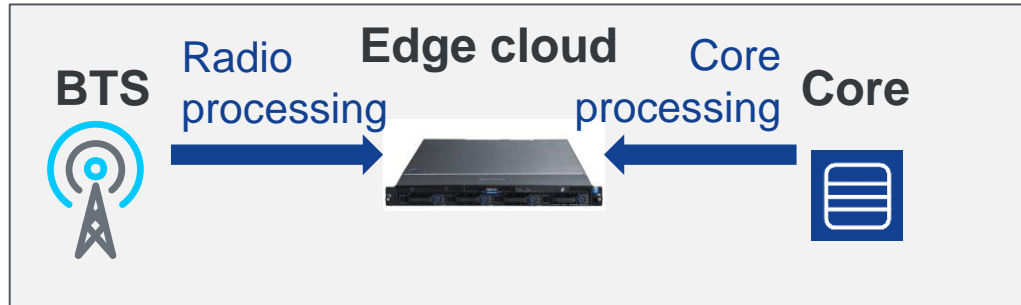 BTS
Radio
processing
Edge cloud
Core
processing
Core